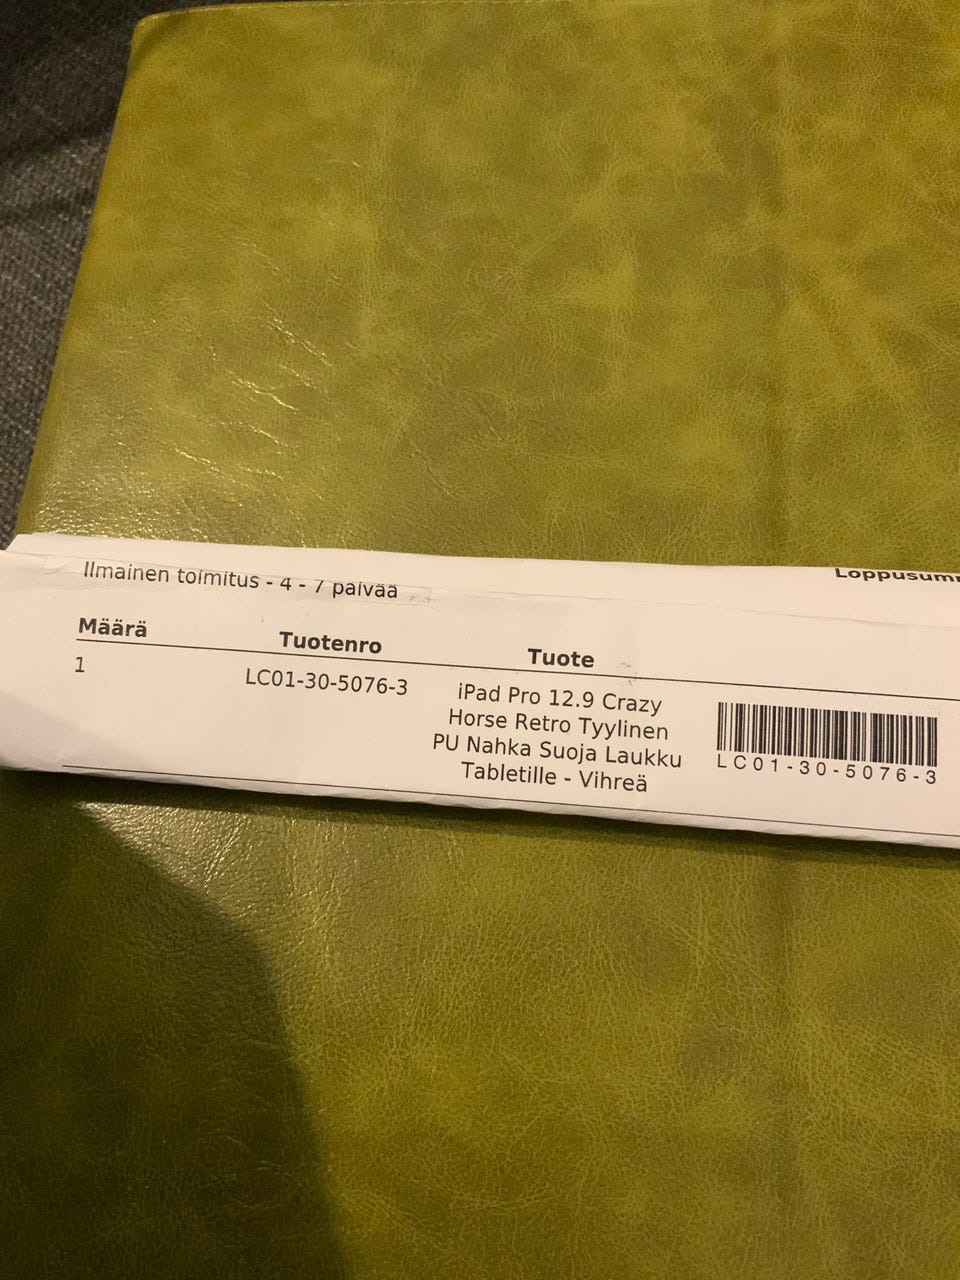 Ilmainen toimitus - 4 - 7 päivää
Määrä Tuotenro Tuote
1 LC01-30-5076-3 iPad Pro 12.9 Crazy
Horse Retro Tyylinen
PU Nahka Suoja Laukku
Tabletille - Vihreä
LC01-30-5076-3